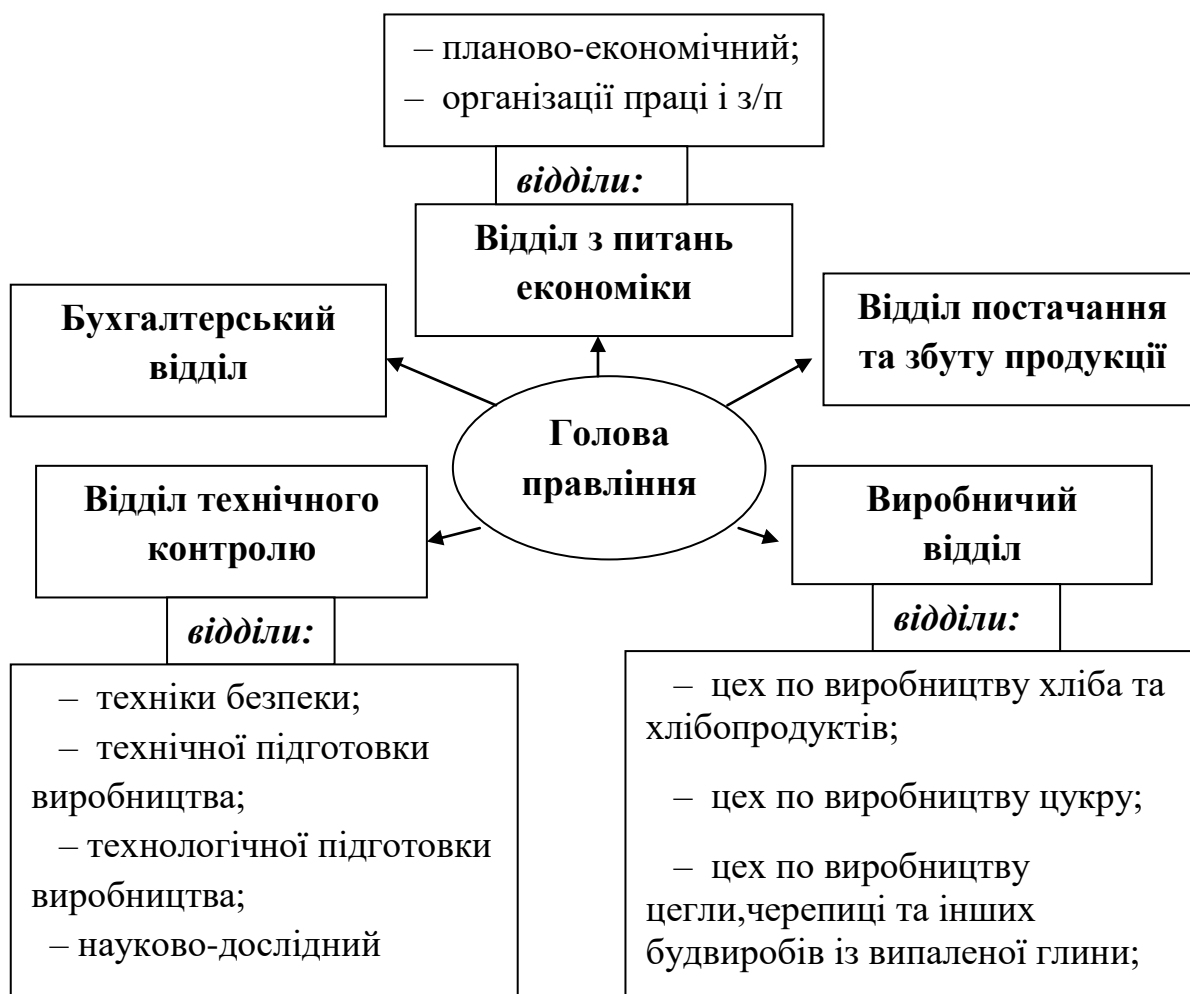 – планово-економічний;
– організації праці і з/п
відділи:
Відділ з питань
економіки
Бухгалтерський
відділ
Відділ постачання
та збуту продукції
Голова
правління
Відділ технічного
контролю
Виробничий
відділ
відділи:
– техніки безпеки;
– технічної підготовки
виробництва;
– технологічної підготовки
виробництва;
– науково-дослідний
відділи:
– цех по виробництву хліба та
хлібопродуктів;
– цех по виробництву цукру;
– цех по виробництву
цегли,черепиці та інших
будвиробів із випаленої глини;